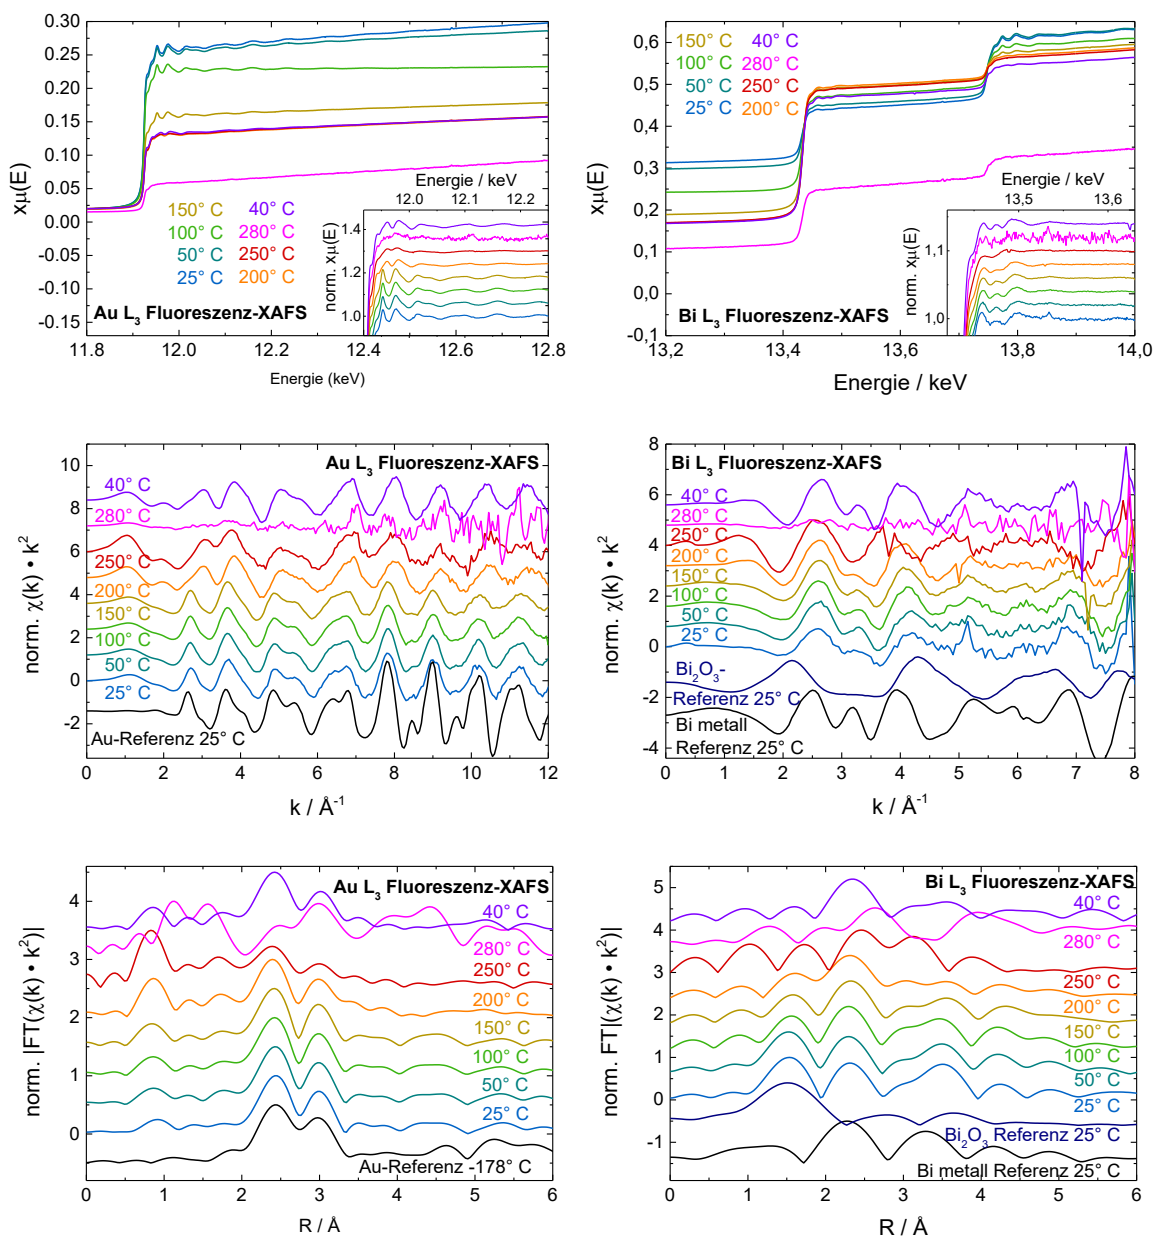 0.30
0.25
0.20
0.15
0.10
0.05
0.00
-0.05
-0.10
-0.15
xμ(E)
150° C 40° C
100° C 280° C
50° C 250° C
25° C 200° C
Au L3 Fluoreszenz-XAFS
Energie / keV
12.0 12.2
1.4
1.2
1.0
norm. xμ(E)
11.8 12.0 12.2 12.4 12.6 12.8
Energie (keV)
0,6
0,5
0,4
0,3
0,2
0,1
0,0
-0,1
xμ(E)
150° C 40° C
100° C 280° C
50° C 250° C
25° C 200° C
Bi L3 Fluoreszenz-XAFS
Energie / keV
13,5 13,6
1,1
1,0
norm. xμ(E)
13,2 13,4 13,6 13,8 14,0
Energie / keV
Au L3 Fluoreszenz-XAFS
10
8
6
4
2
0
-2
norm. χ(k) • k²
40° C
280° C
250° C
200° C
150° C
100° C
50° C
25° C
Au-Referenz 25° C
0 2 4 6 8 10 12
k / Å-1
Bi L3 Fluoreszenz-XAFS
8
6
4
2
0
-2
-4
norm. χ(k) • k²
40° C
280° C
250° C
200° C
150° C
100° C
50° C
25° C
Bi2O3-
Referenz 25° C
Bi metall
Referenz 25° C
0 1 2 3 4 5 6 7 8
k / Å-1
Au L3 Fluoreszenz-XAFS
4
3
2
1
0
norm. |FT(χ(k) • k²)|
40° C
280° C
250° C
200° C
150° C
100° C
50° C
25° C
Au-Referenz -178° C
0 1 2 3 4 5 6
R / Å
Bi L3 Fluoreszenz-XAFS
5
4
3
2
1
0
-1
norm. FT|(χ(k) • k²)|
40° C
280° C
250° C
200° C
150° C
100° C
50° C
25° C
Bi2O3 Referenz 25° C
Bi metall Referenz 25° C
0 1 2 3 4 5 6
R / Å